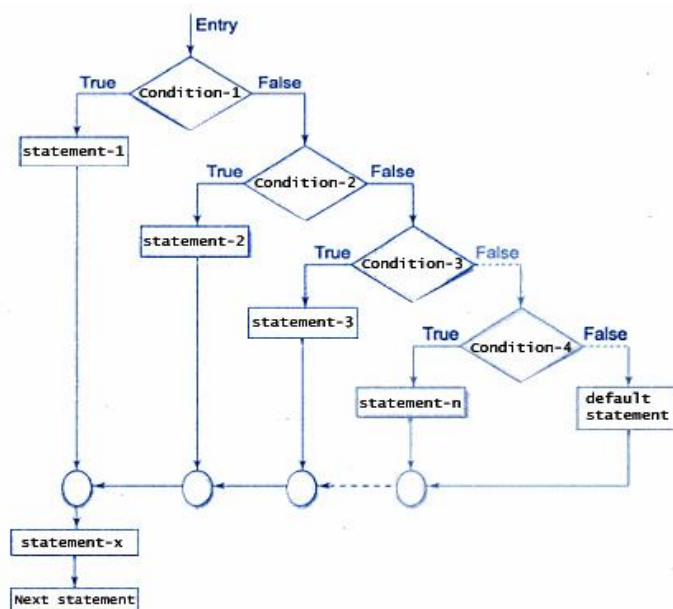 Entry
True
False
Condition-1
statement-1
True
False
Condition-2
statement-2
True
False
Condition-3
statement-3
True
False
Condition-4
statement-n
default
statement
statement-x
Next statement